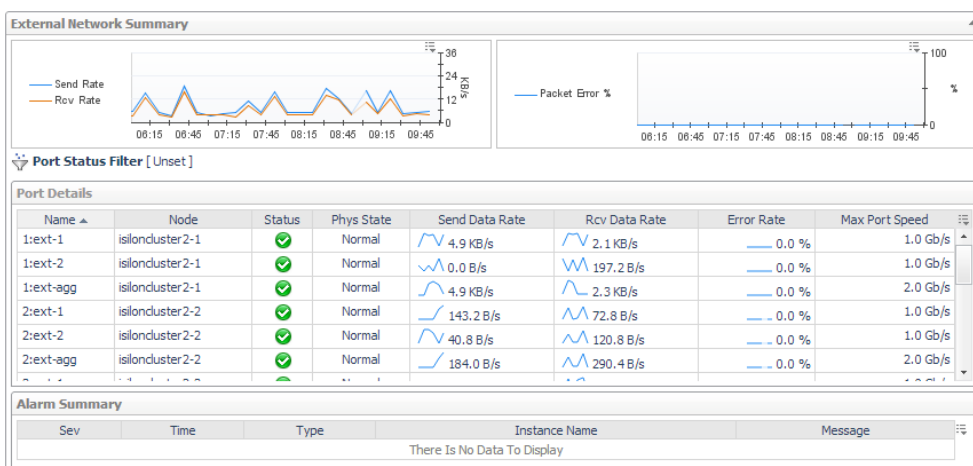 External Network Summary
Send Rate
Rcv Rate
36
24
12
0
KB/s
06:15 06:45 07:15 07:45 08:15 08:45 09:15 09:45
Packet Error %
100
0
%
06:15 06:45 07:15 07:45 08:15 08:45 09:15 09:45
Port Status Filter [ Unset ]
Port Details
Name Node Status Phys State Send Data Rate Rcv Data Rate Error Rate Max Port Speed
1:ext-1 isiloncluster2-1 Normal 4.9 KB/s 2.1 KB/s 0.0 % 1.0 Gb/s
1:ext-2 isiloncluster2-1 Normal 0.0 B/s 197.2 B/s 0.0 % 1.0 Gb/s
1:ext-agg isiloncluster2-1 Normal 4.9 KB/s 2.3 KB/s 0.0 % 2.0 Gb/s
2:ext-1 isiloncluster2-2 Normal 143.2 B/s 72.8 B/s 0.0 % 1.0 Gb/s
2:ext-2 isiloncluster2-2 Normal 40.8 B/s 120.8 B/s 0.0 % 1.0 Gb/s
2:ext-agg isiloncluster2-2 Normal 184.0 B/s 290.4 B/s 0.0 % 2.0 Gb/s
Alarm Summary
Sev Time Type Instance Name Message
There Is No Data To Display